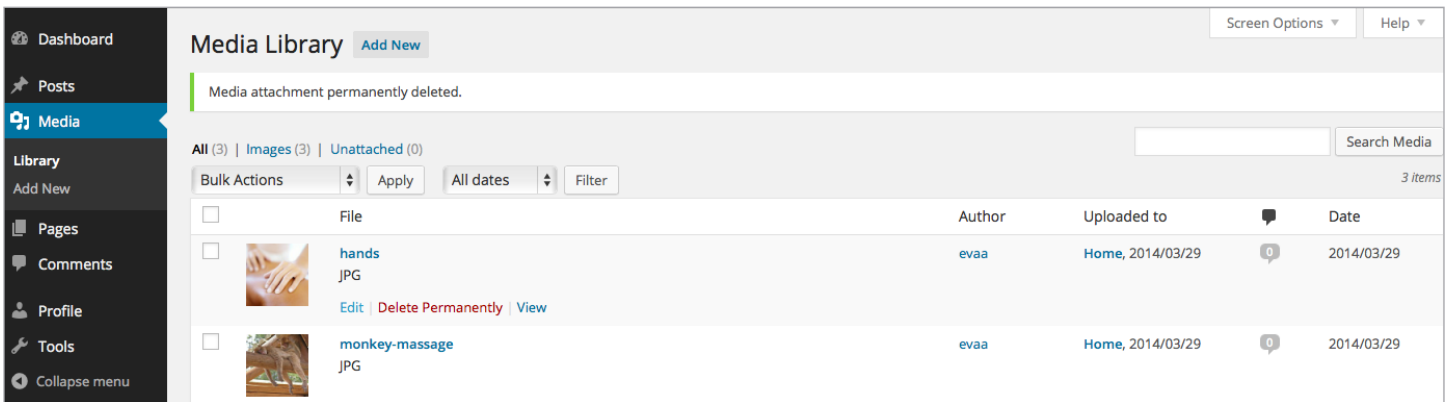 Dashboard
Posts
Media
Library
Add New
Pages
Comments
Profile
Tools
Collapse menu
Screen Options Help
Media Library Add New
Media attachment permanently deleted.
All (3) | Images (3) | Unattached (0)
Search Media
Bulk Actions Apply All dates Filter
3 items
File Author Uploaded to Date
hands evaa Home, 2014/03/29 0 2014/03/29
JPG
Edit | Delete Permanently | View
monkey-massage evaa Home, 2014/03/29 0 2014/03/29
JPG